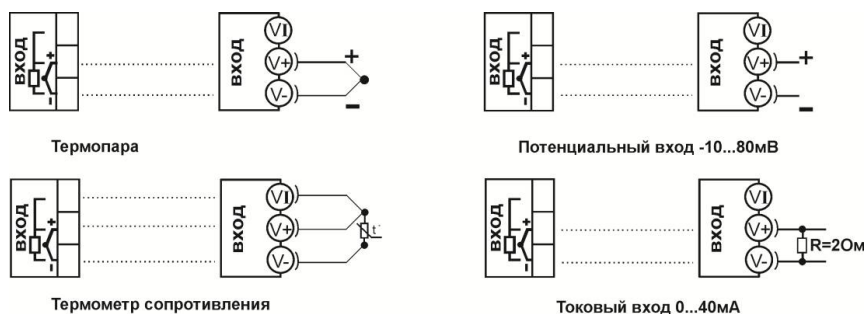 ВХОД
+
-
ВХОД
VI
V+
V-
+
-
Термопара
ВХОД
+
-
ВХОД
VI
V+
V-
+
-
Потенциальный вход -10...80мВ
ВХОД
+
-
ВХОД
VI
V+
V-
t°
Термометр сопротивления
ВХОД
+
-
ВХОД
VI
V+
V-
R=2Ом
Токовый вход 0...40мА